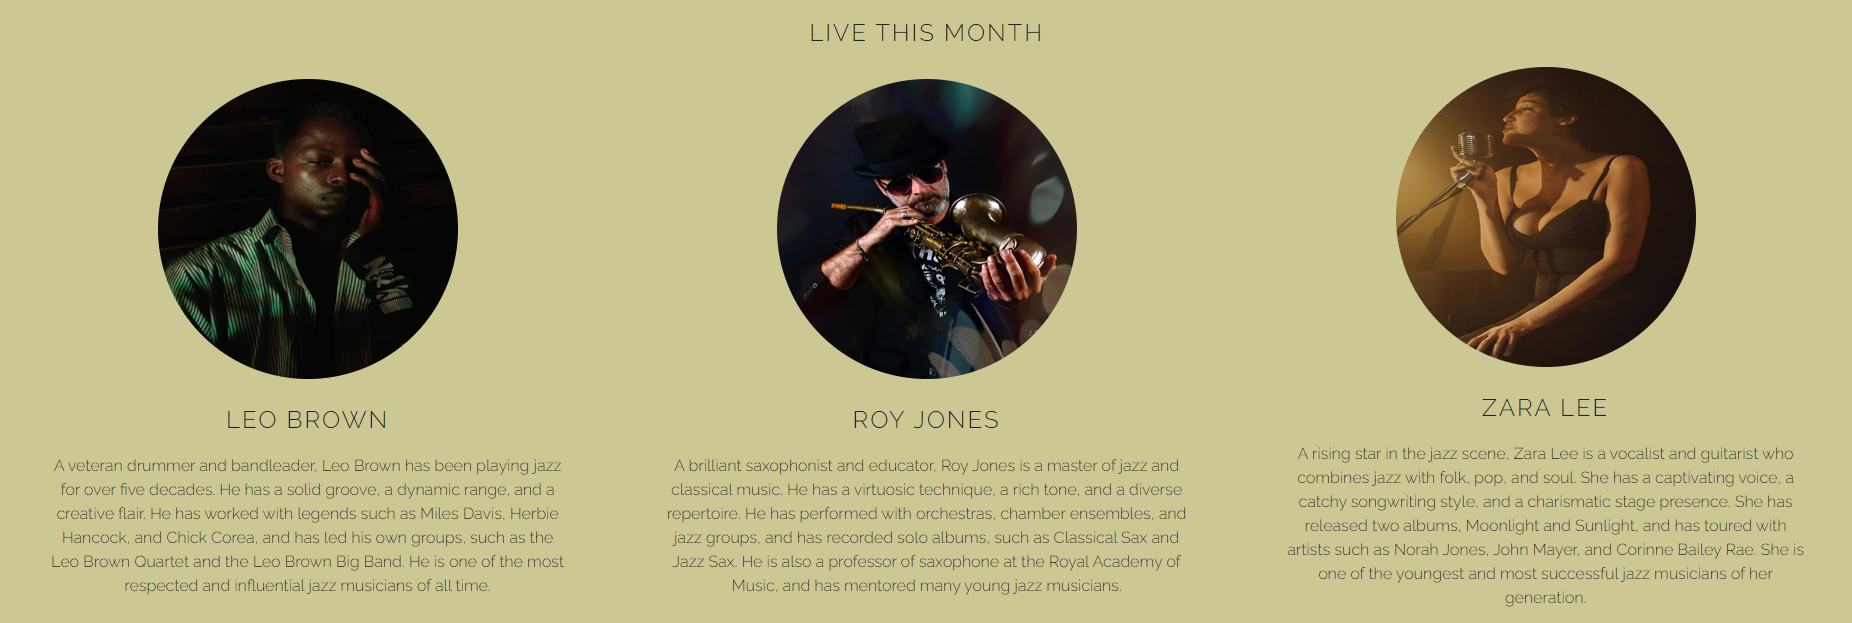 LIVE THIS MONTH
LEO BROWN
A veteran drummer and bandleader, Leo Brown has been playing jazz
for over five decades. He has a solid groove, a dynamic range, and a
creative flair. He has worked with legends such as Miles Davis, Herbie
Hancock, and Chick Corea, and has led his own groups, such as the
Leo Brown Quartet and the Leo Brown Big Band. He is one of the most
respected and influential jazz musicians of all time.
ROY JONES
A brilliant saxophonist and educator, Roy Jones is a master of jazz and
classical music. He has a virtuosic technique, a rich tone, and a diverse
repertoire. He has performed with orchestras, chamber ensembles, and
jazz groups, and has recorded solo albums, such as Classical Sax and
Jazz Sax. He is also a professor of saxophone at the Royal Academy of
Music, and has mentored many young jazz musicians.
ZARA LEE
A rising star in the jazz scene, Zara Lee is a vocalist and guitarist who
combines jazz with folk, pop, and soul. She has a captivating voice, a
catchy songwriting style, and a charismatic stage presence. She has
released two albums, Moonlight and Sunlight, and has toured with
artists such as Norah Jones, John Mayer, and Corinne Bailey Rae. She is
one of the youngest and most successful jazz musicians of her
generation.